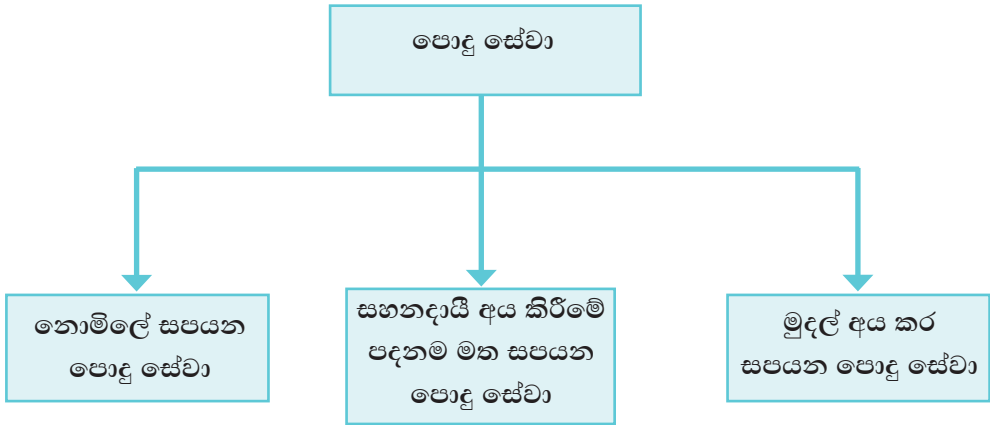 පොදු සේවා
නොමිලේ සපයන
පොදු සේවා
සහනදායී අය කිරීමේ
පදනම මත සපයන
පොදු සේවා
මුදල් අය කර
සපයන පොදු සේවා